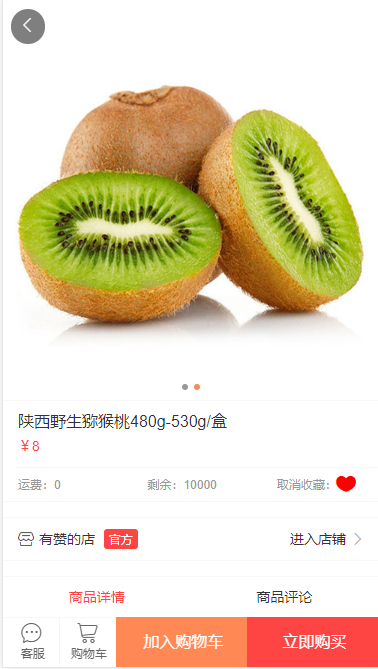 陕西野生猕猴桃480g-530g/盒
￥8
运费：0 剩余：10000 取消收藏：
有赞的店 官方 进入店铺
商品详情 商品评论
客服 购物车 加入购物车 立即购买